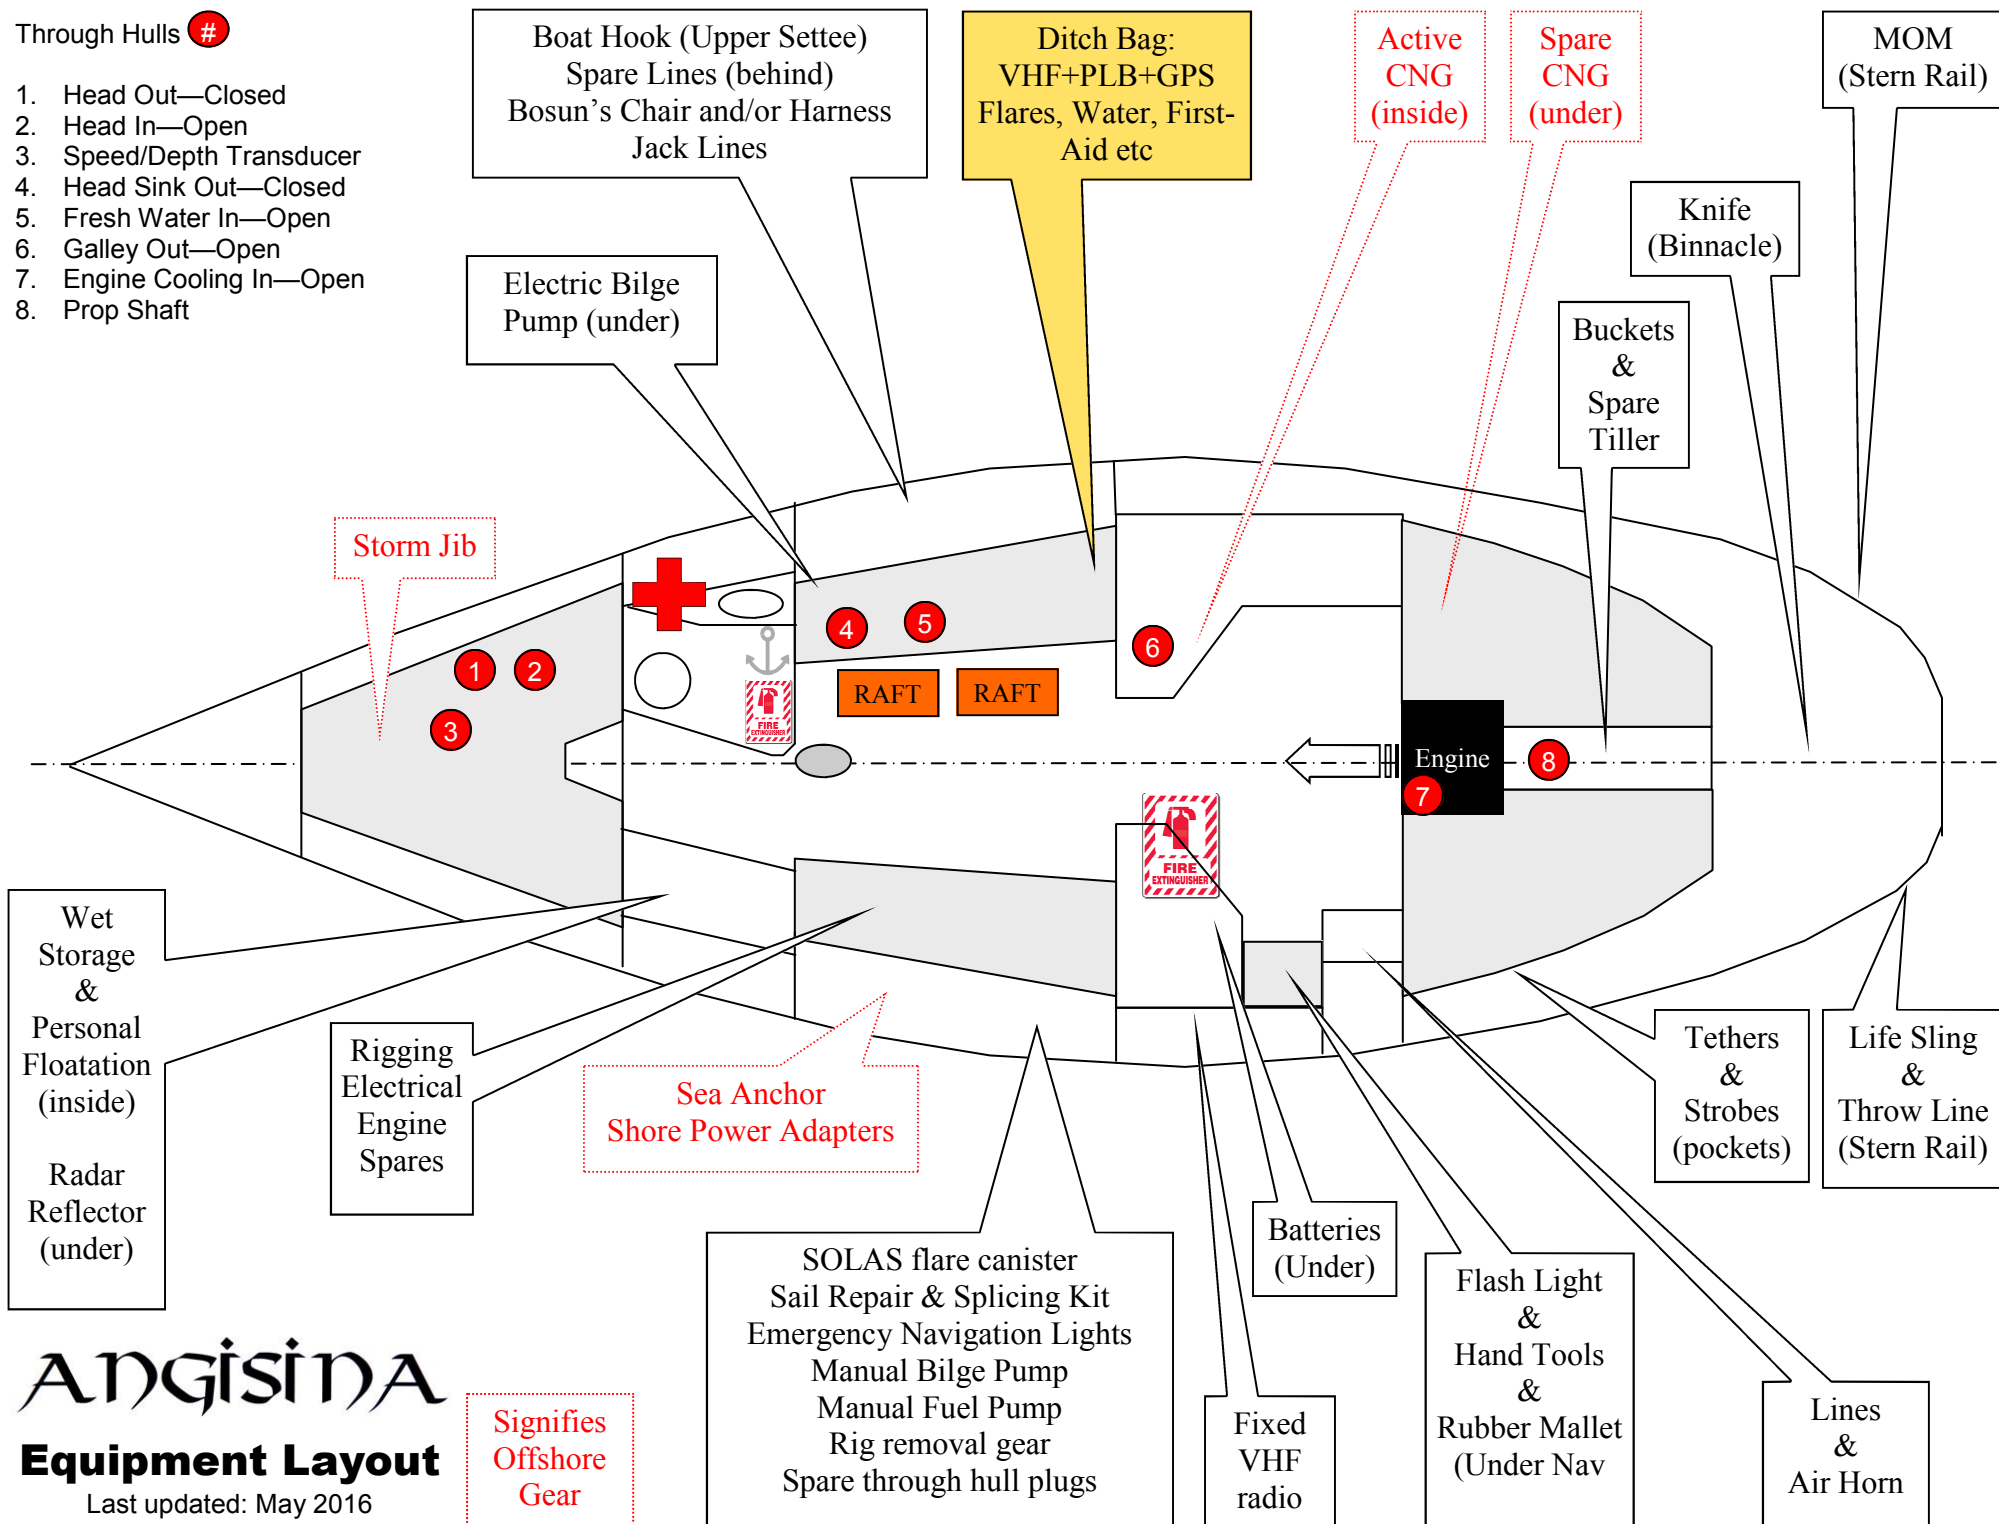 Through Hulls #
1. Head Out—Closed
2. Head In—Open
3. Speed/Depth Transducer
4. Head Sink Out—Closed
5. Fresh Water In—Open
6. Galley Out—Open
7. Engine Cooling In—Open
8. Prop Shaft
Boat Hook (Upper Settee)
Spare Lines (behind)
Bosun's Chair and/or Harness
Jack Lines
Ditch Bag:
VHF+PLB+GPS
Flares, Water, First-
Aid etc
Active
CNG
(inside)
Spare
CNG
(under)
MOM
(Stern Rail)
Knife
(Binnacle)
Electric Bilge
Pump (under)
Buckets
&
Spare
Tiller
Storm Jib
1
2
3
4
5
6
RAFT
RAFT
FIRE
EXTINGUISHER
Engine
7
8
FIRE
EXTINGUISHER
Wet
Storage
&
Personal
Floatation
(inside)
Radar
Reflector
(under)
Rigging
Electrical
Engine
Spares
Sea Anchor
Shore Power Adapters
Tethers
&
Strobes
(pockets)
Life Sling
&
Throw Line
(Stern Rail)
SOLAS flare canister
Sail Repair & Splicing Kit
Emergency Navigation Lights
Manual Bilge Pump
Manual Fuel Pump
Rig removal gear
Spare through hull plugs
Batteries
(Under)
Flash Light
&
Hand Tools
&
Rubber Mallet
(Under Nav
Fixed
VHF
radio
Lines
&
Air Horn
ANGISINA
Equipment Layout
Last updated: May 2016
Signifies
Offshore
Gear